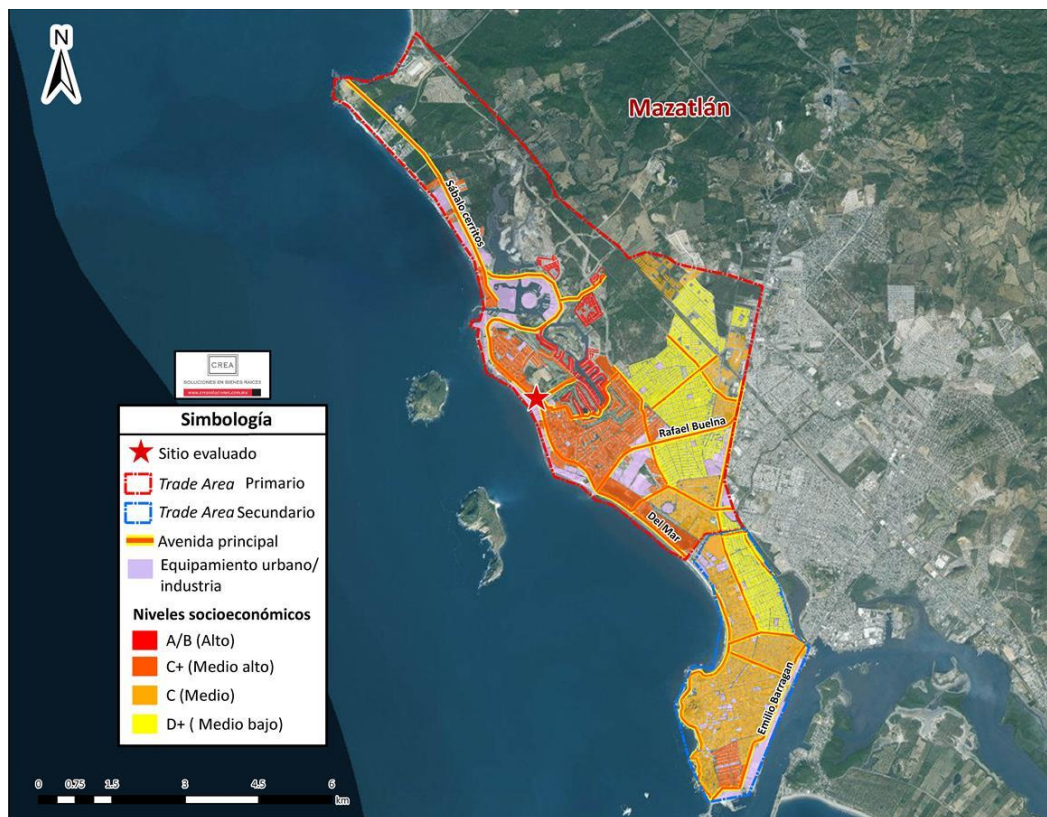 N
Mazatlán
Sábalo cerritos
Rafael Buelna
Del Mar
Emilio Barragan
CREA
SOLUCIONES EN BIENES RAÍCES
Simbología
Sitio evaluado
Trade Area Primario
Trade Area Secundario
Avenida principal
Equipamiento urbano/
industria
Niveles socioeconómicos
A/B (Alto)
C+ (Medio alto)
C (Medio)
D+ ( Medio bajo)
0 0.75 1.5 3 4.5 6
km